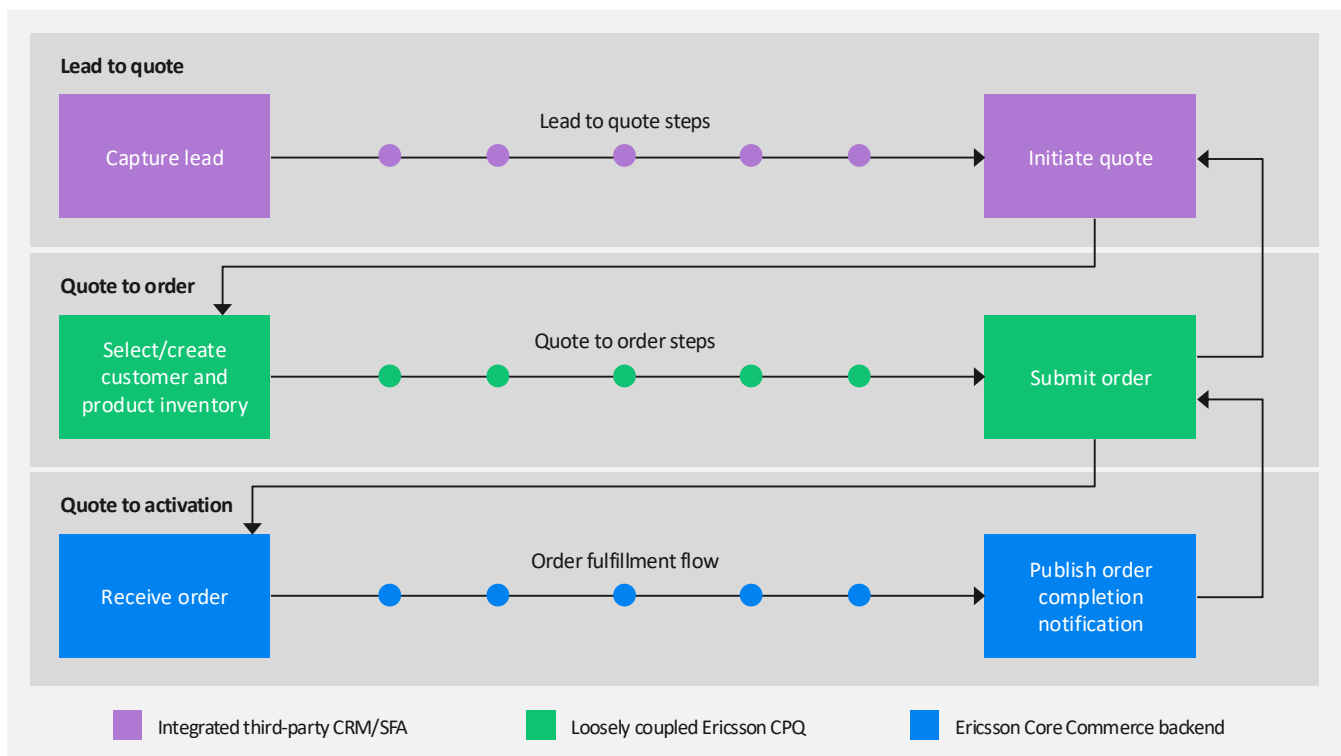 Lead to quote
Capture lead
Lead to quote steps
Initiate quote
Quote to order
Select/create
customer and
product inventory
Quote to order steps
Submit order
Quote to activation
Receive order
Order fulfillment flow
Publish order
completion
notification
Integrated third-party CRM/SFA
Loosely coupled Ericsson CPQ
Ericsson Core Commerce backend